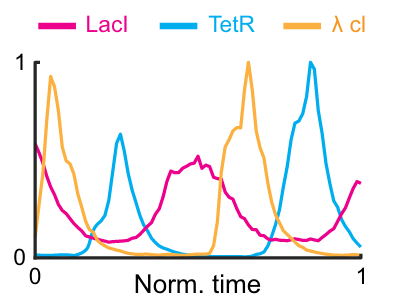 LacI TetR λ cI
1
0
0 Norm. time 1